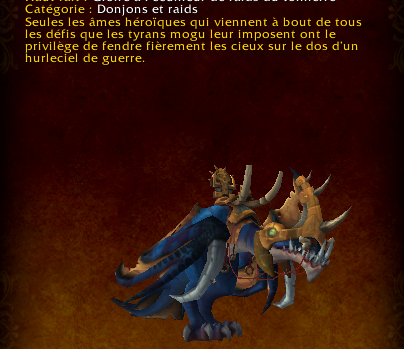 Catégorie : Donjons et raids
Seules les âmes héroïques qui viennent à bout de tous
les défis que les tyrans mogu leur imposent ont le
privilège de fendre fièrement les cieux sur le dos d'un
hurleciel de guerre.